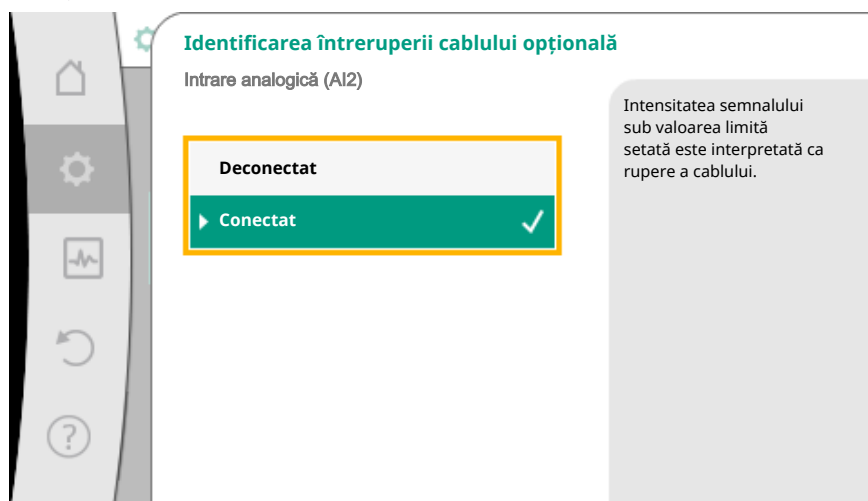 Identificarea întreruperii cablului opțională
Intrare analogică (AI2)
Deconectat
Conectat
Intensitatea semnalului
sub valoarea limită
setată este interpretată ca
rupere a cablului.